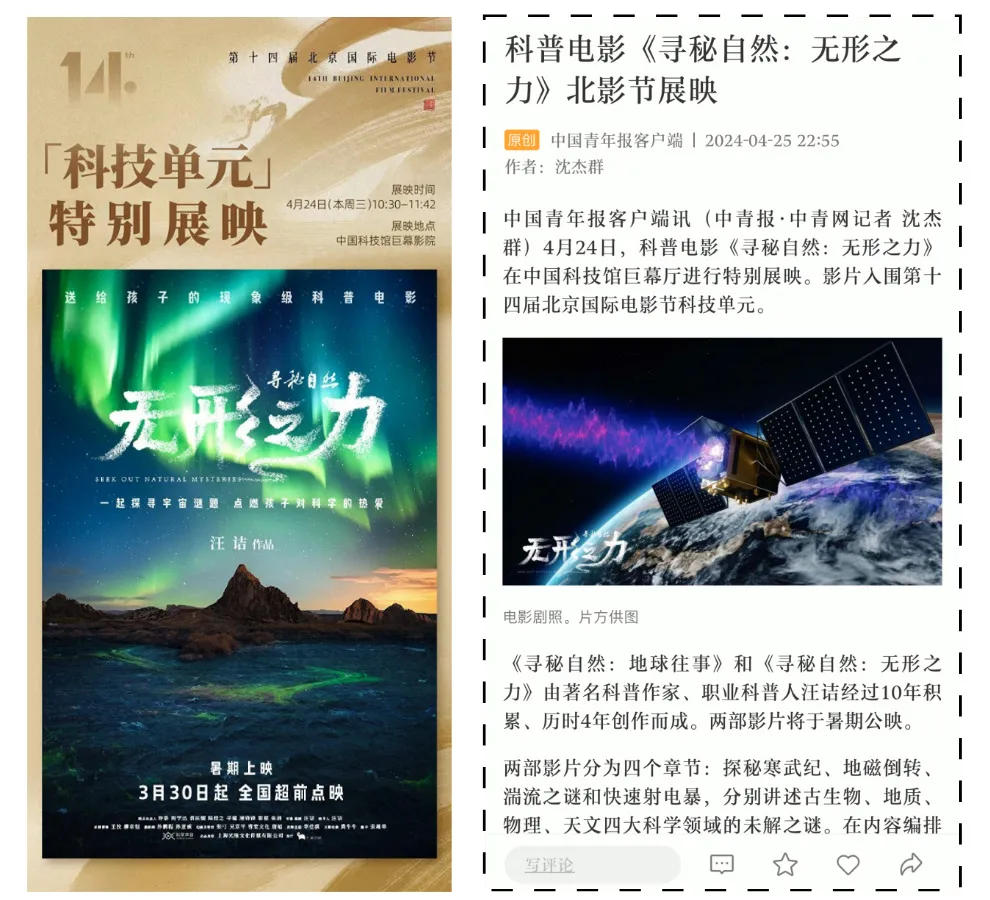 14th
第十四届北京国际电影节
14TH BEIJING INTERNATIONAL
FILM FESTIVAL
「科技单元」
特别展映
展映时间
4月24日(本周三)10:30-11:42
展映地点
中国科技馆巨幕影院
送给孩子的现象级科普电影
寻秘自然
无形之力
SEEK OUT NATURAL MYSTERIES
一起探寻宇宙谜题 点燃孩子对科学的热爱
汪诘 作品
暑期上映
3月30日起 全国超前点映
科普电影《寻秘自然：无形之
力》北影节展映
原创 中国青年报客户端 | 2024-04-25 22:55
作者：沈杰群
中国青年报客户端讯（中青报·中青网记者 沈杰
群）4月24日，科普电影《寻秘自然：无形之力》
在中国科技馆巨幕厅进行特别展映。影片入围第十
四届北京国际电影节科技单元。
寻秘自然
无形之力
电影剧照。片方供图
《寻秘自然：地球往事》和《寻秘自然：无形之
力》由著名科普作家、职业科普人汪诘经过10年积
累、历时4年创作而成。两部影片将于暑期公映。
两部影片分为四个章节：探秘寒武纪、地磁倒转、
湍流之谜和快速射电暴，分别讲述古生物、地质、
物理、天文四大科学领域的未解之谜。在内容编排
写评论